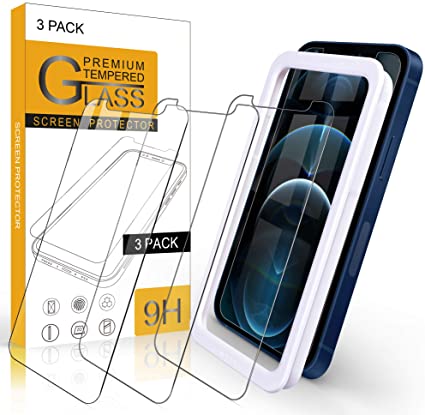 3 PACK
PREMIUM
TEMPERED
GLASS
SCREEN PROTECTOR
SCREEN PROTECTOR
3 PACK
9H